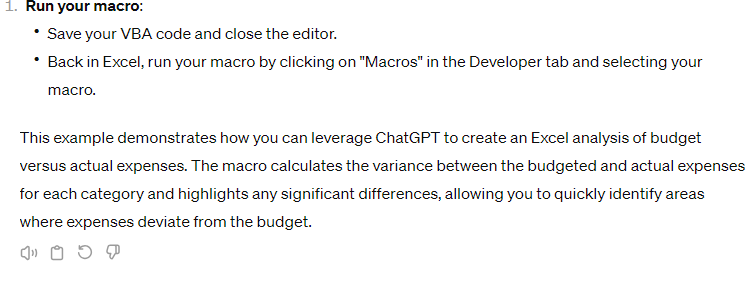 1. Run your macro:
• Save your VBA code and close the editor.
• Back in Excel, run your macro by clicking on "Macros" in the Developer tab and selecting your
macro.
This example demonstrates how you can leverage ChatGPT to create an Excel analysis of budget
versus actual expenses. The macro calculates the variance between the budgeted and actual expenses
for each category and highlights any significant differences, allowing you to quickly identify areas
where expenses deviate from the budget.